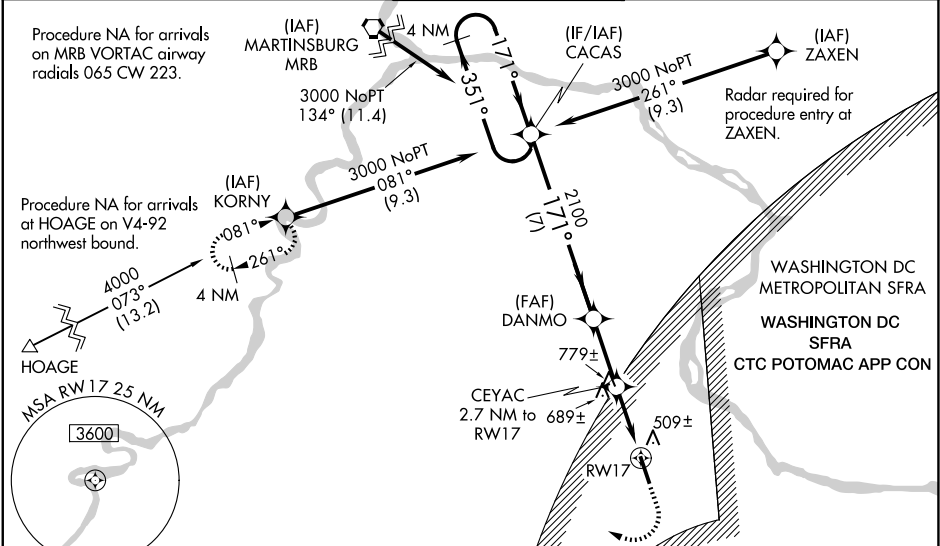 Procedure NA for arrivals
on MRB VORTAC airway
radials 065 CW 223.
(IAF)
MARTINSBURG
MRB
3000 NoPT
134° (11.4)
4 NM
171°
351°
(IF/IAF)
CACAS
(IAF)
ZAXEN
3000 NoPT
261°
(9.3)
Radar required for
procedure entry at
ZAXEN.
3000 NoPT
081°
(9.3)
(IAF)
KORNY
081°
261°
4 NM
Procedure NA for arrivals
at HOAGE on V4-92
northwest bound.
4000
073°
(13.2)
HOAGE
2100
171°
(7)
(FAF)
DANMO
WASHINGTON DC
METROPOLITAN SFRA
WASHINGTON DC
SFRA
CTC POTOMAC APP CON
779±
CEYAC
2.7 NM to
RW17
689±
509±
RW17
MSA RW17 25 NM
3600